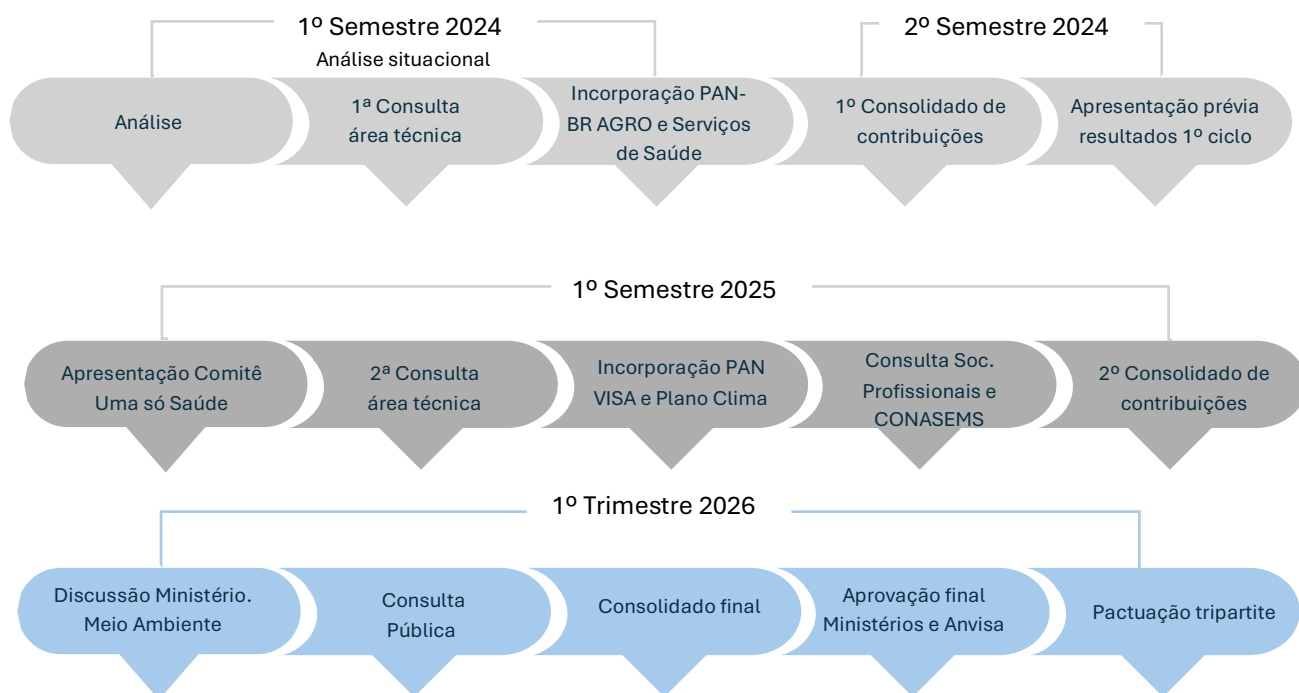 1º Semestre 2024
Análise situacional
2º Semestre 2024
Análise
1ª Consulta
área técnica
Incorporação PAN-
BR AGRO e Serviços
de Saúde
1º Consolidado de
contribuições
Apresentação prévia
resultados 1º ciclo
1º Semestre 2025
Apresentação Comitê
Uma só Saúde
2ª Consulta
área técnica
Incorporação PAN
VISA e Plano Clima
Consulta Soc.
Profissionais e
CONASEMS
2º Consolidado de
contribuições
1º Trimestre 2026
Discussão Ministério.
Meio Ambiente
Consulta
Pública
Consolidado final
Aprovação final
Ministérios e Anvisa
Pactuação tripartite